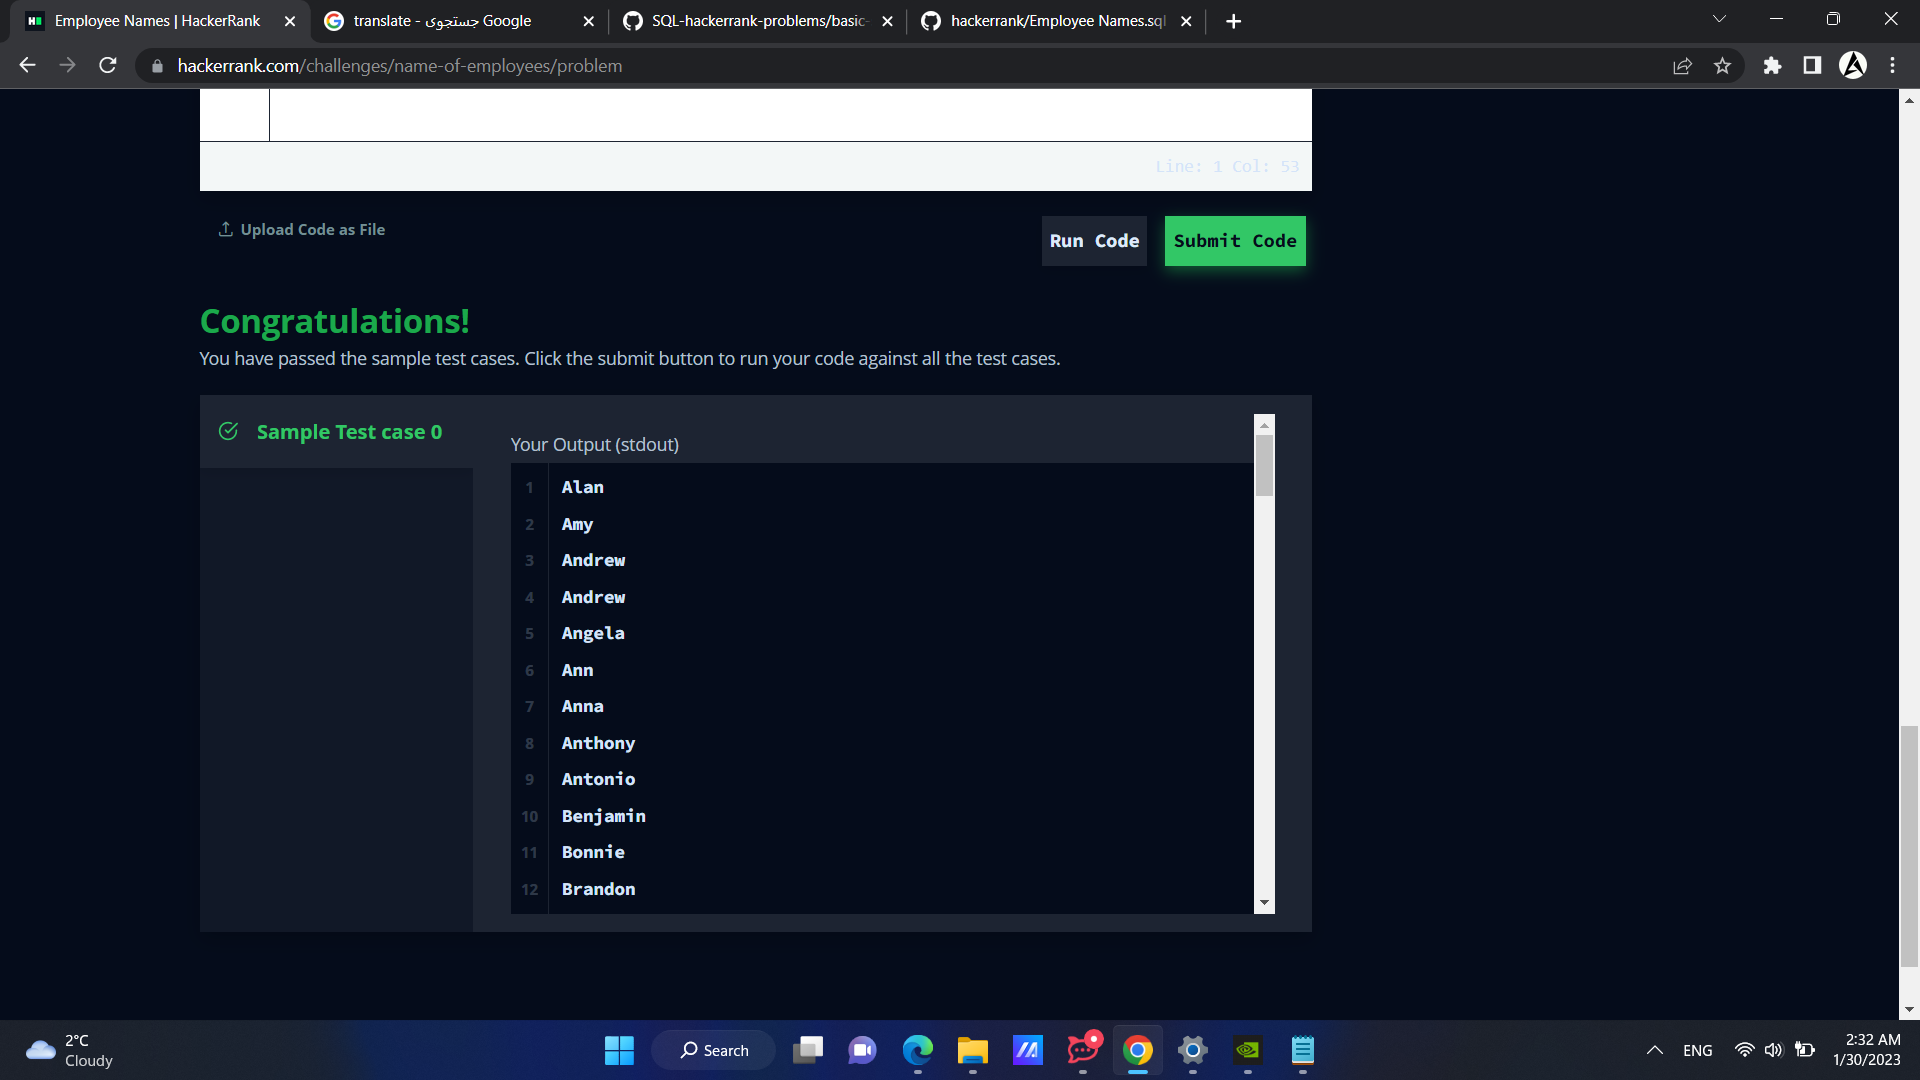 Employee Names | HackerRank
translate - جستجوی Google
SQL-hackerrank-problems/basic-
hackerrank/Employee Names.sql
hackerrank.com/challenges/name-of-employees/problem
Line: 1 Col: 53
Upload Code as File
Run Code
Submit Code
Congratulations!
You have passed the sample test cases. Click the submit button to run your code against all the test cases.
Sample Test case 0
Your Output (stdout)
1 Alan
2 Amy
3 Andrew
4 Andrew
5 Angela
6 Ann
7 Anna
8 Anthony
9 Antonio
10 Benjamin
11 Bonnie
12 Brandon
2°C
Cloudy
Search
ENG
2:32 AM
1/30/2023